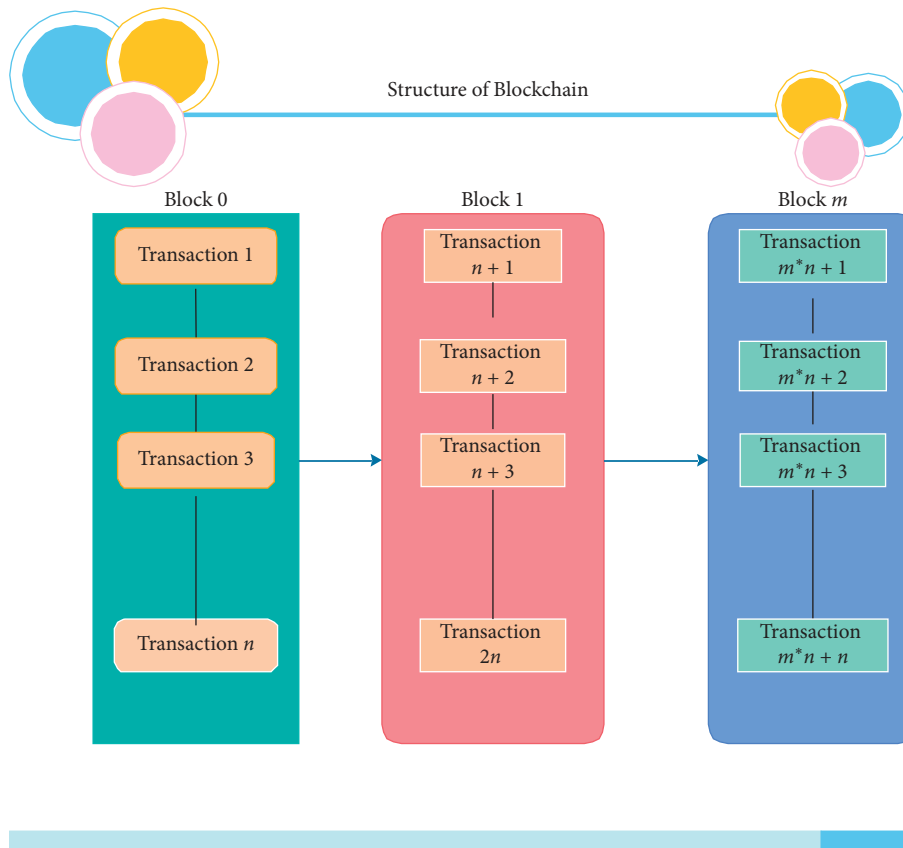 Structure of Blockchain
Block 0
Transaction 1
Transaction 2
Transaction 3
Transaction n
Block 1
Transaction
n + 1
Transaction
n + 2
Transaction
n + 3
Transaction
2n
Block m
Transaction
m*n + 1
Transaction
m*n + 2
Transaction
m*n + 3
Transaction
m*n + n